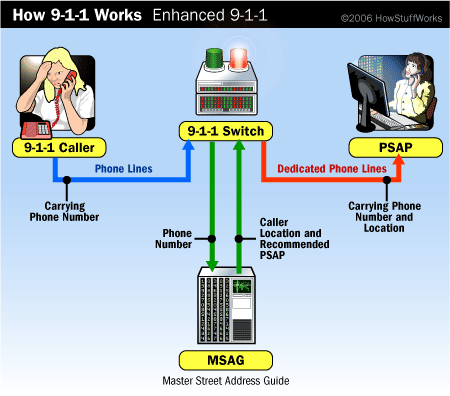 How 9-1-1 Works Enhanced 9-1-1
©2006 HowStuffWorks
9-1-1 Caller
9-1-1 Switch
PSAP
Phone Lines
Dedicated Phone Lines
Carrying
Phone Number
Phone
Number
Caller
Location and
Recommended
PSAP
Carrying Phone
Number and
Location
MSAG
Master Street Address Guide